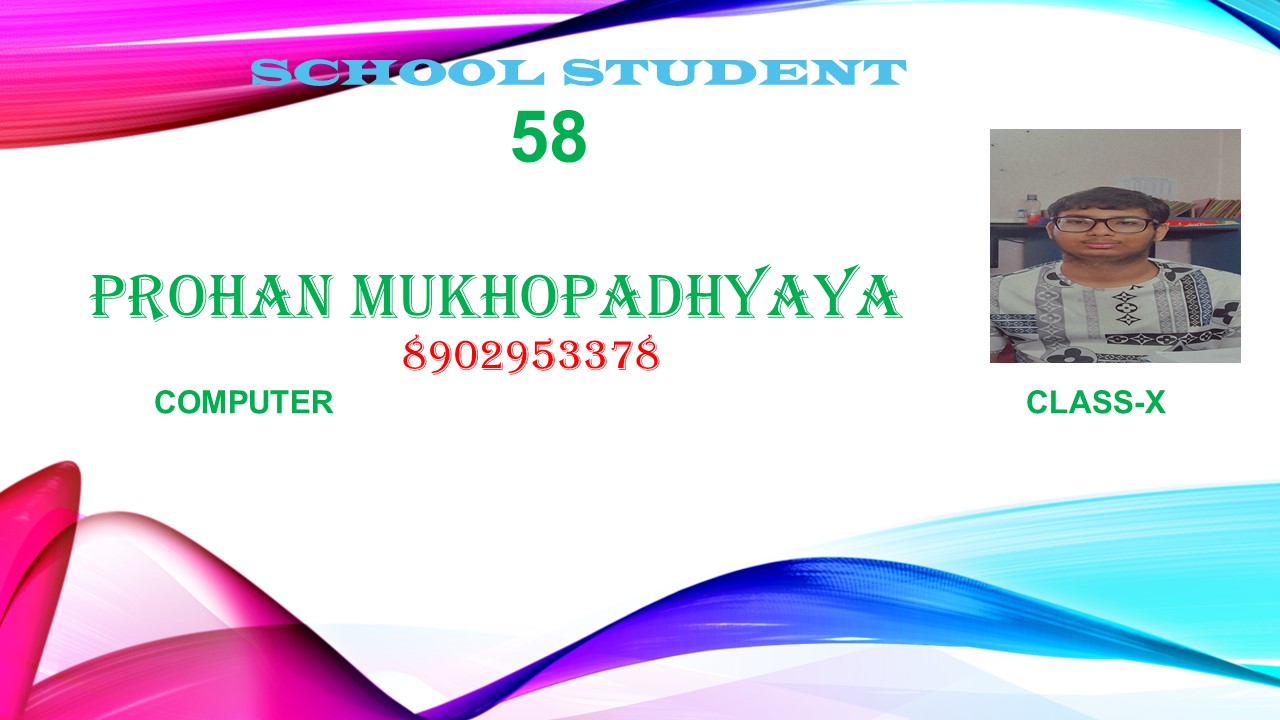 SCHOOL STUDENT
58
PROHAN MUKHOPADHYAYA
8902953378
COMPUTER
CLASS-X